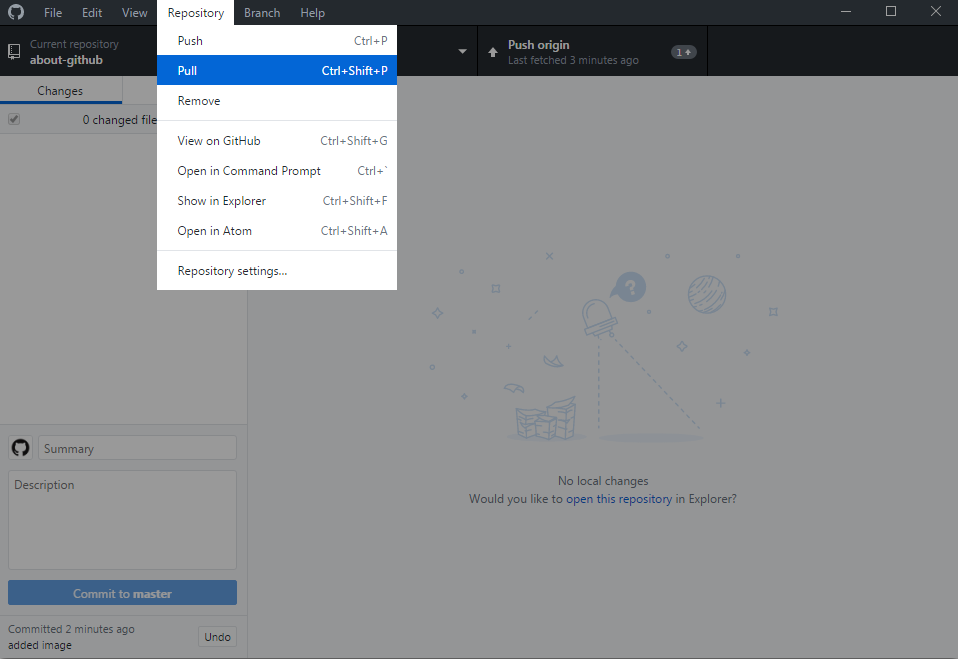 File Edit View Repository Branch Help
Current repository
about-github
Push origin
Last fetched 3 minutes ago
1
Push Ctrl+P
Pull Ctrl+Shift+P
Remove
View on GitHub Ctrl+Shift+G
Open in Command Prompt Ctrl+`
Show in Explorer Ctrl+Shift+F
Open in Atom Ctrl+Shift+A
Repository settings...
Changes
0 changed file
?
No local changes
Would you like to open this repository in Explorer?
Summary
Description
Commit to master
Committed 2 minutes ago
added image
Undo